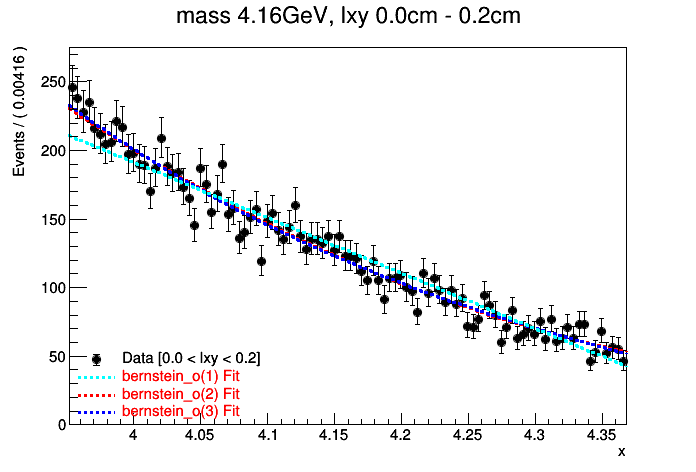 mass 4.16GeV, lxy 0.0cm - 0.2cm
Events / ( 0.00416 )
250
200
150
100
50
0
Data [0.0 < lxy < 0.2]
bernstein_o(1) Fit
bernstein_o(2) Fit
bernstein_o(3) Fit
4 4.05 4.1 4.15 4.2 4.25 4.3 4.35
x